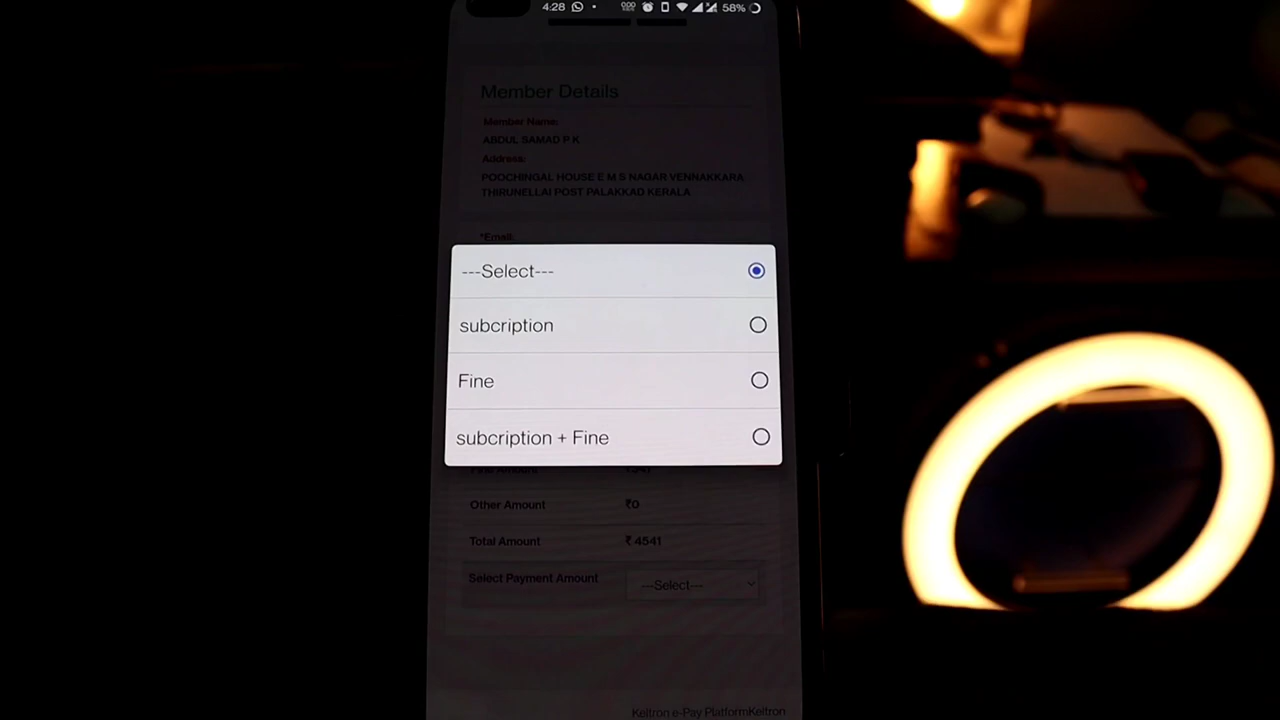 4:28 58%
Member Details
Member Name:
ABDUL SAMAD P K
Address:
POOCHINGAL HOUSE E M S NAGAR VENNAKKARA
THIRUNELLAI POST PALAKKAD KERALA
*Email:
---Select---
subcription
Fine
subcription + Fine
Other Amount ₹0
Total Amount ₹ 4541
Select Payment Amount ---Select---
Keltron e-Pay PlatformKeltron